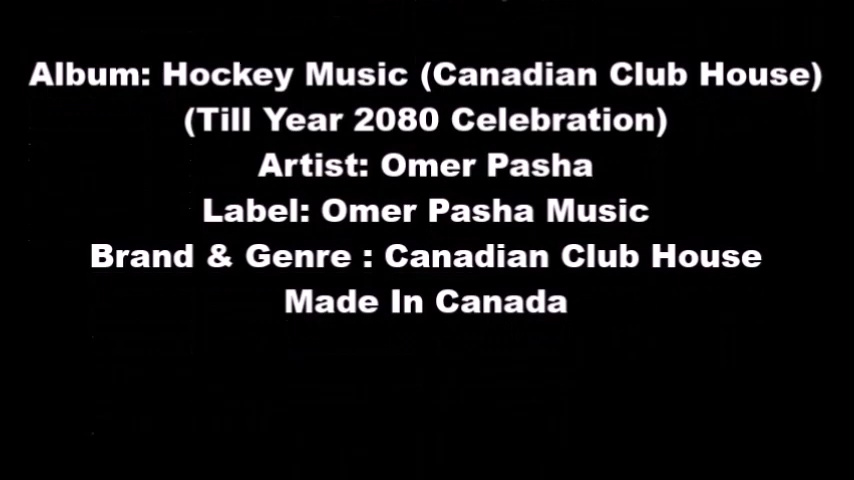 Album: Hockey Music (Canadian Club House)
(Till Year 2080 Celebration)
Artist: Omer Pasha
Label: Omer Pasha Music
Brand & Genre : Canadian Club House
Made In Canada